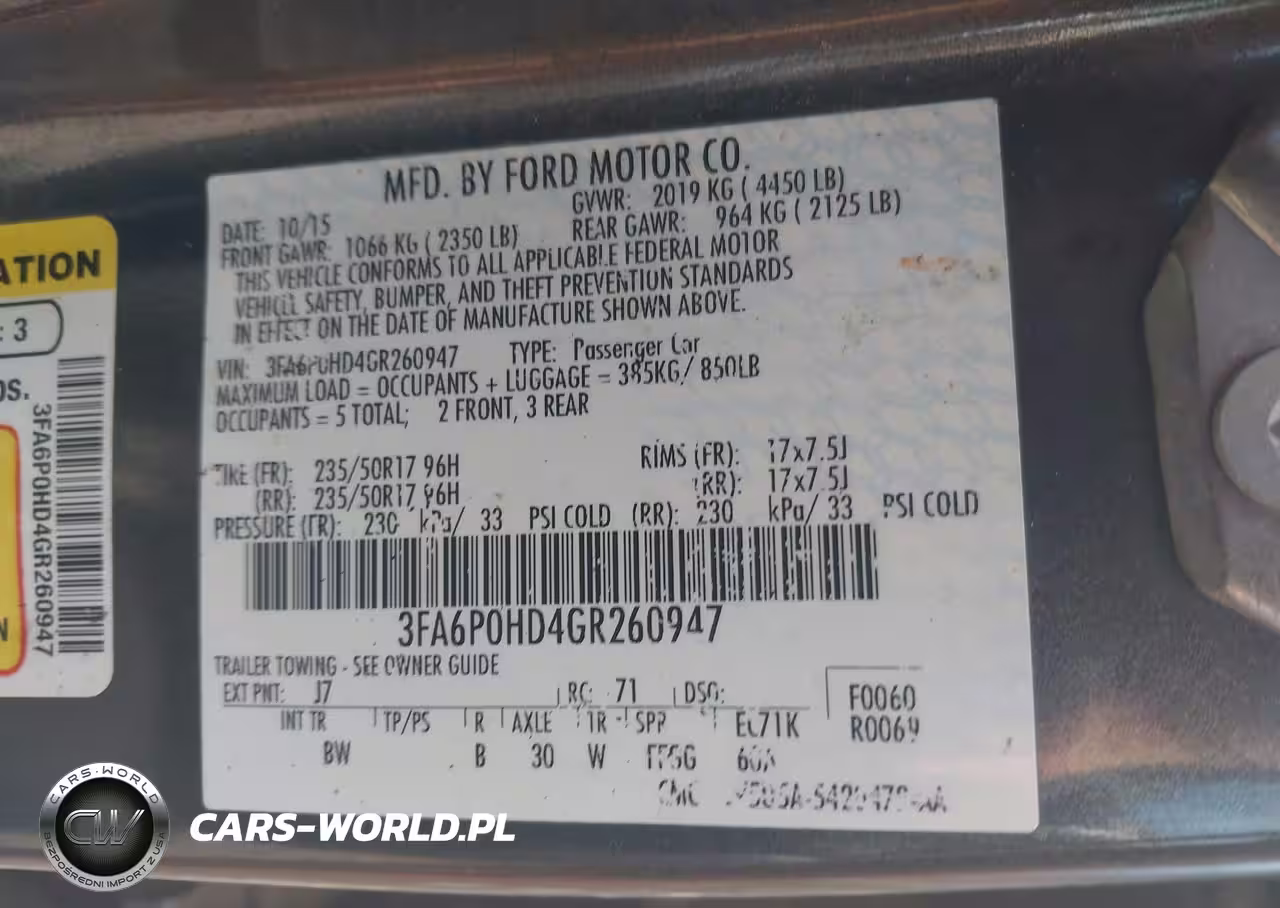 MFD. BY FORD MOTOR CO.
DATE: 10/15 GVWR: 2019 KG ( 4450 LB)
FRONT GAWR: 1066 KG ( 2350 LB) REAR GAWR: 964 KG ( 2125 LB)
THIS VEHICLE CONFORMS TO ALL APPLICABLE FEDERAL MOTOR
VEHICLE SAFETY, BUMPER, AND THEFT PREVENTION STANDARDS
IN EFFECT ON THE DATE OF MANUFACTURE SHOWN ABOVE.
VIN: 3FA6P0HD4GR260947 TYPE: Passenger Car
MAXIMUM LOAD = OCCUPANTS + LUGGAGE = 385KG/ 850LB
OCCUPANTS = 5 TOTAL; 2 FRONT, 3 REAR
TIRE (FR): 235/50R17 96H RIMS (FR): 17x7.5J
(RR): 235/50R17 96H (RR): 17x7.5J
PRESSURE (FR): 230 kPa/ 33 PSI COLD (RR): 230 kPa/ 33 PSI COLD
3FA6P0HD4GR260947
TRAILER TOWING - SEE OWNER GUIDE
EXT PNT: J7 RC: 71 DSO: F0060
INT TR TP/PS R AXLE TR SPR R0069
BW B 30 W
ATION
: 3
OS.
3FA6P0HD4GR260947
N
CARS-WORLD
CW
BEZPOŚREDNI IMPORT Z USA
CARS-WORLD.PL